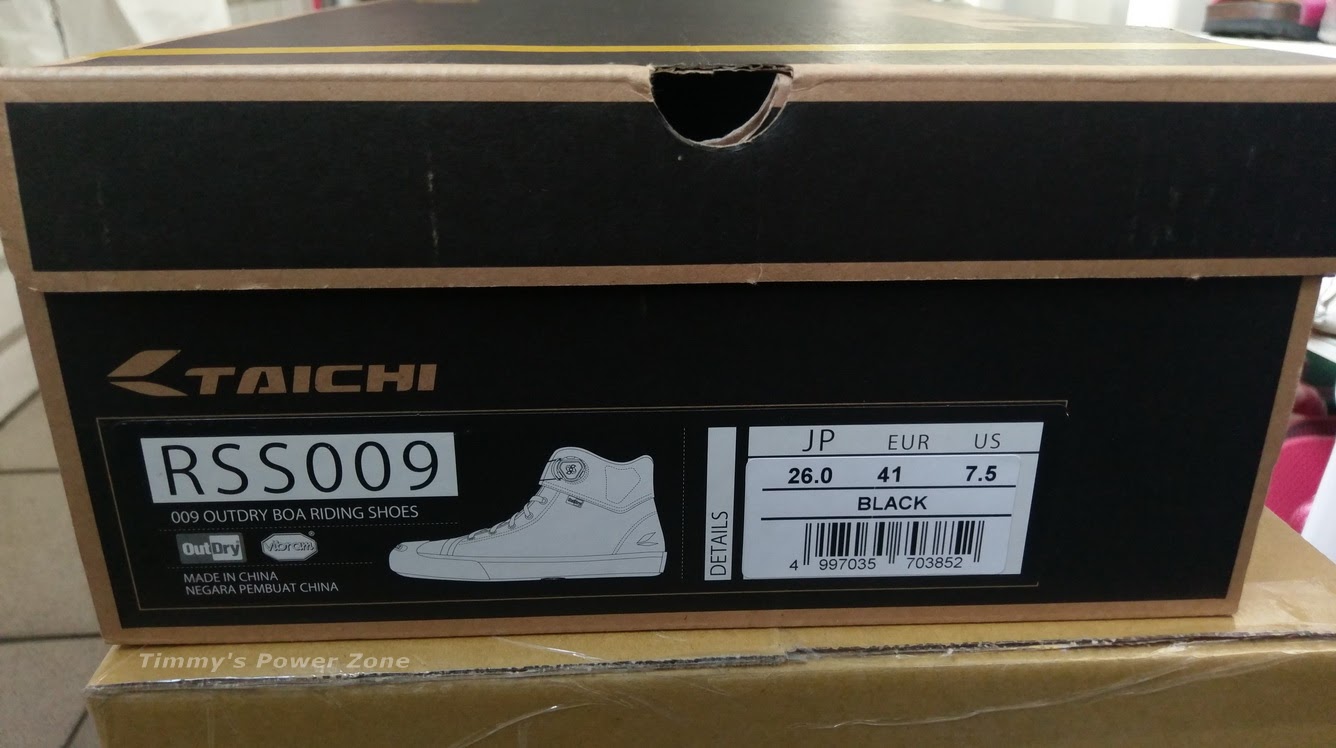 TAICHI
RSS009
009 OUTDRY BOA RIDING SHOES
OutDry vibram®
MADE IN CHINA
NEGARA PEMBUAT CHINA
DETAILS
JP EUR US
26.0 41 7.5
BLACK
4 997035 703852
Timmy's Power Zone